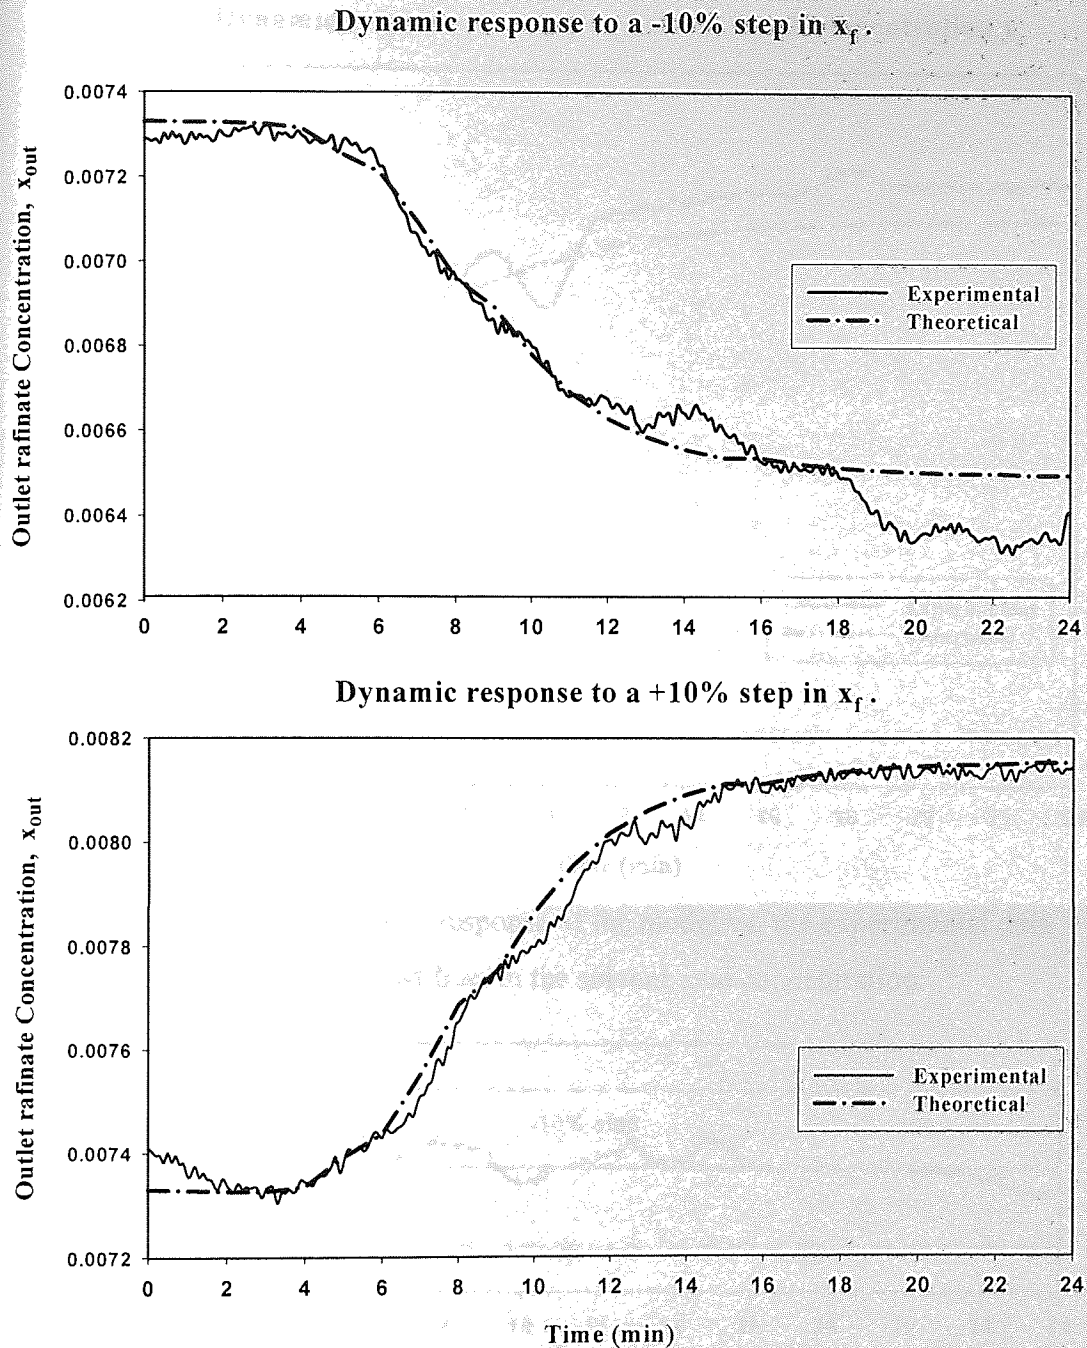 Dynamic response to a -10% step in x_f .
Outlet rafinate Concentration, x_out
0.0074
0.0072
0.0070
0.0068
0.0066
0.0064
0.0062
Experimental
Theoretical
0 2 4 6 8 10 12 14 16 18 20 22 24
Dynamic response to a +10% step in x_f .
Outlet rafinate Concentration, x_out
0.0082
0.0080
0.0078
0.0076
0.0074
0.0072
(min)
Experimental
Theoretical
0 2 4 6 8 10 12 14 16 18 20 22 24
Time (min)